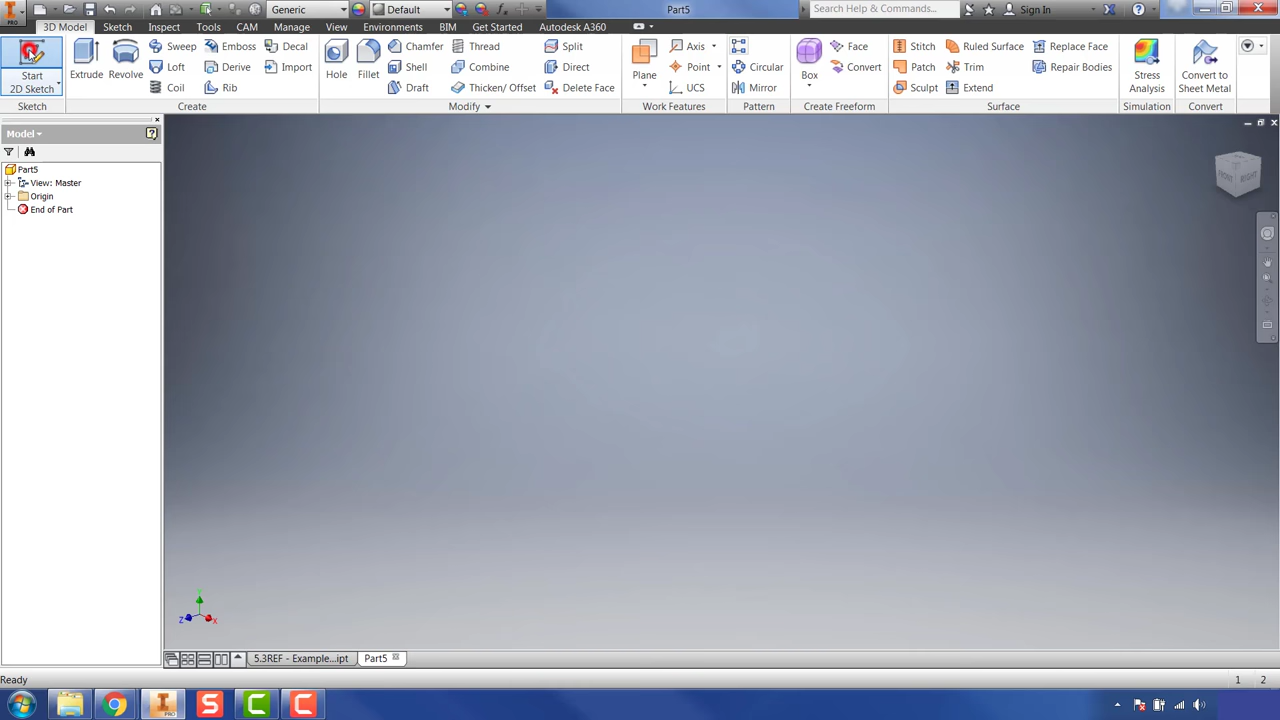 PRO
Generic
Default
Part5
Search Help & Commands...
Sign In
3D Model
Sketch
Inspect
Tools
CAM
Manage
View
Environments
BIM
Get Started
Autodesk A360
Start
2D Sketch
Extrude
Revolve
Sweep
Emboss
Decal
Loft
Derive
Import
Coil
Rib
Hole
Fillet
Chamfer
Thread
Split
Shell
Combine
Direct
Draft
Thicken/ Offset
Delete Face
Plane
Axis
Point
UCS
Circular
Mirror
Box
Face
Convert
Stitch
Ruled Surface
Replace Face
Patch
Trim
Repair Bodies
Sculpt
Extend
Stress
Analysis
Convert to
Sheet Metal
Sketch
Create
Modify
Work Features
Pattern
Create Freeform
Surface
Simulation
Convert
Model
Part5
View: Master
Origin
End of Part
FRONT
RIGHT
Y
Z
X
5.3REF - Example...ipt
Part5
Ready
1
2
PRO